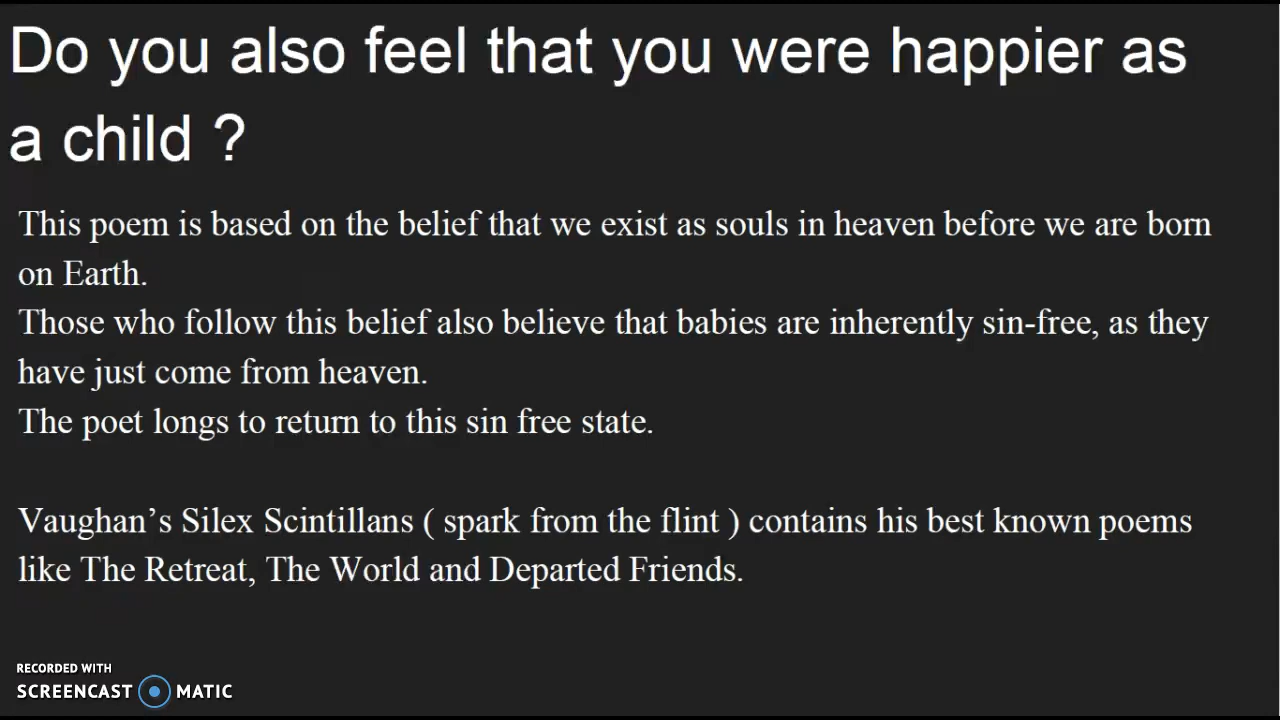 Do you also feel that you were happier as
a child ?
This poem is based on the belief that we exist as souls in heaven before we are born
on Earth.
Those who follow this belief also believe that babies are inherently sin-free, as they
have just come from heaven.
The poet longs to return to this sin free state.
Vaughan’s Silex Scintillans ( spark from the flint ) contains his best known poems
like The Retreat, The World and Departed Friends.
RECORDED WITH
SCREENCAST MATIC